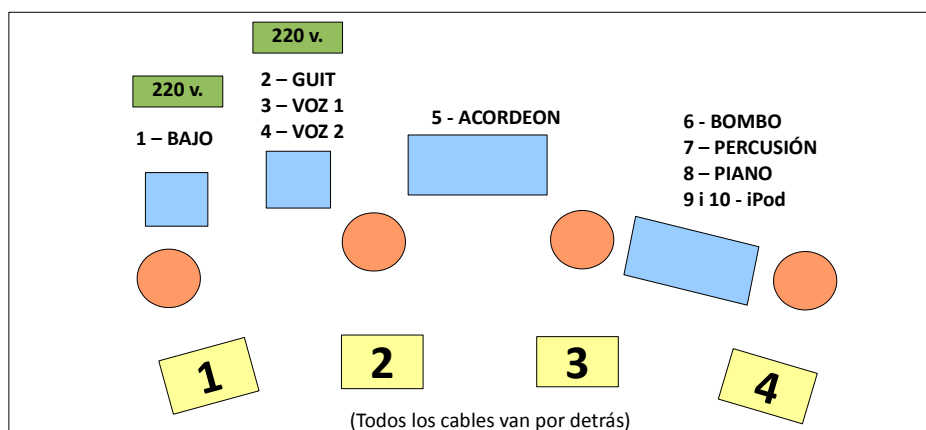 220 v.
220 v.
1 – BAJO
2 – GUIT
3 – VOZ 1
4 – VOZ 2
5 - ACORDEON
6 - BOMBO
7 – PERCUSIÓN
8 – PIANO
9 i 10 - iPod
1
2
3
4
(Todos los cables van por detrás)